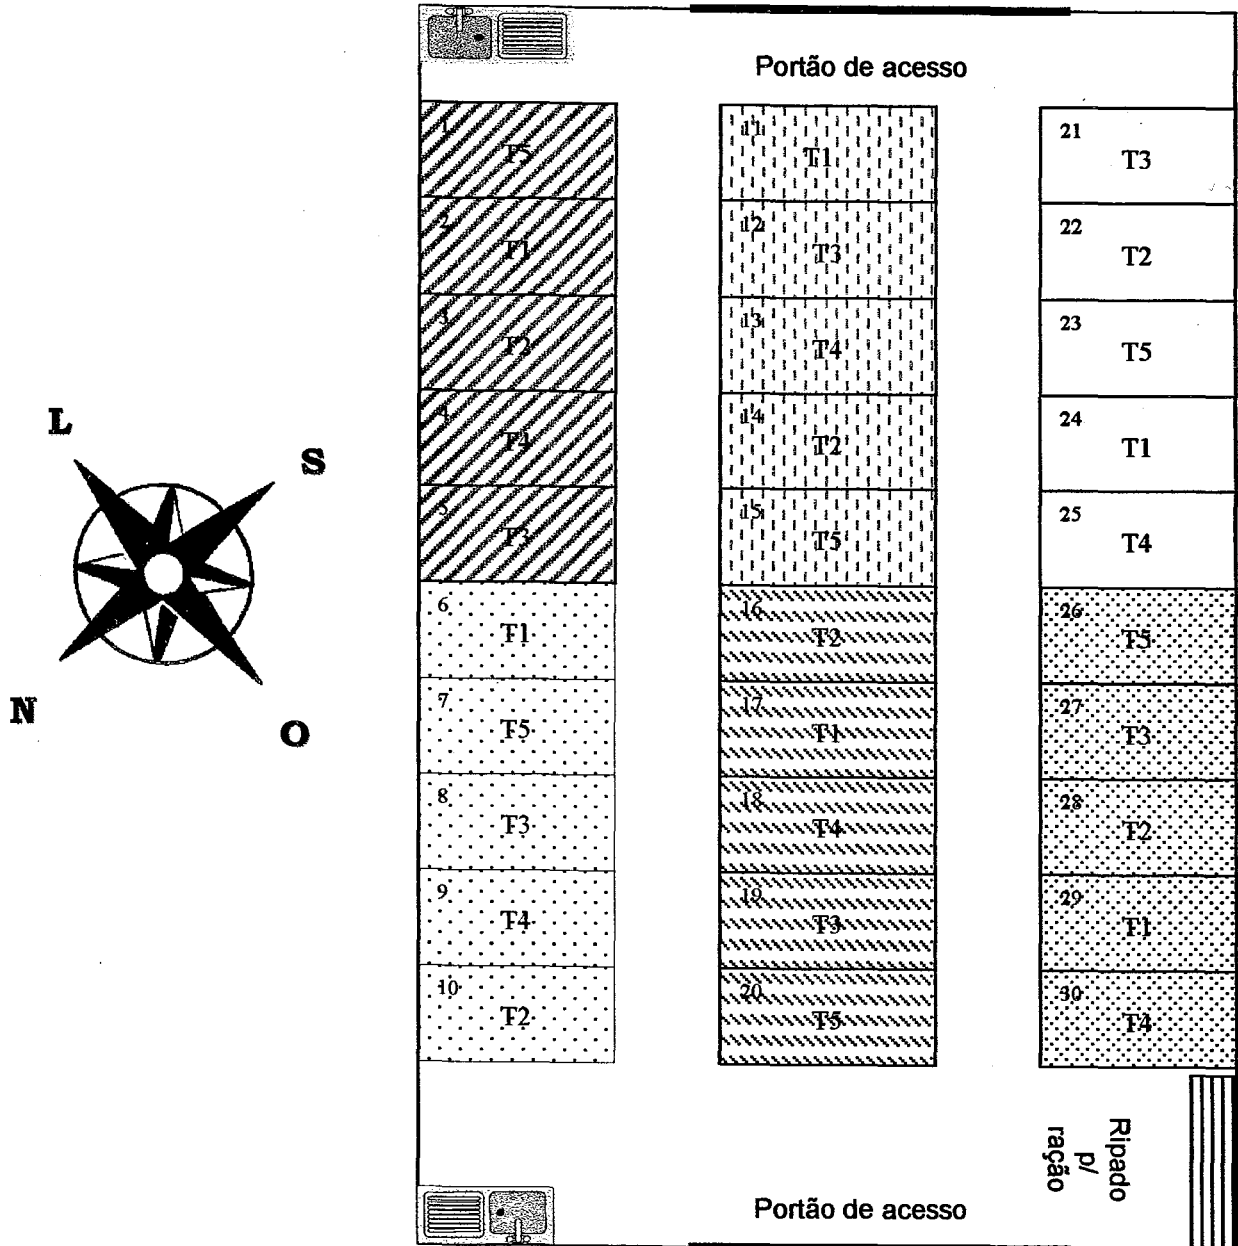 Portão de acesso
1
T5
2
T1
3
T2
4
T4
5
T3
6
T1
7
T5
8
T3
9
T4
10
T2
11
T1
12
T3
13
T4
14
T2
15
T5
16
T2
17
T1
18
T4
19
T3
20
T5
21
T3
22
T2
23
T5
24
T1
25
T4
26
T5
27
T3
28
T2
29
T1
30
T4
L
S
N
O
Ripado
p/
ração
Portão de acesso